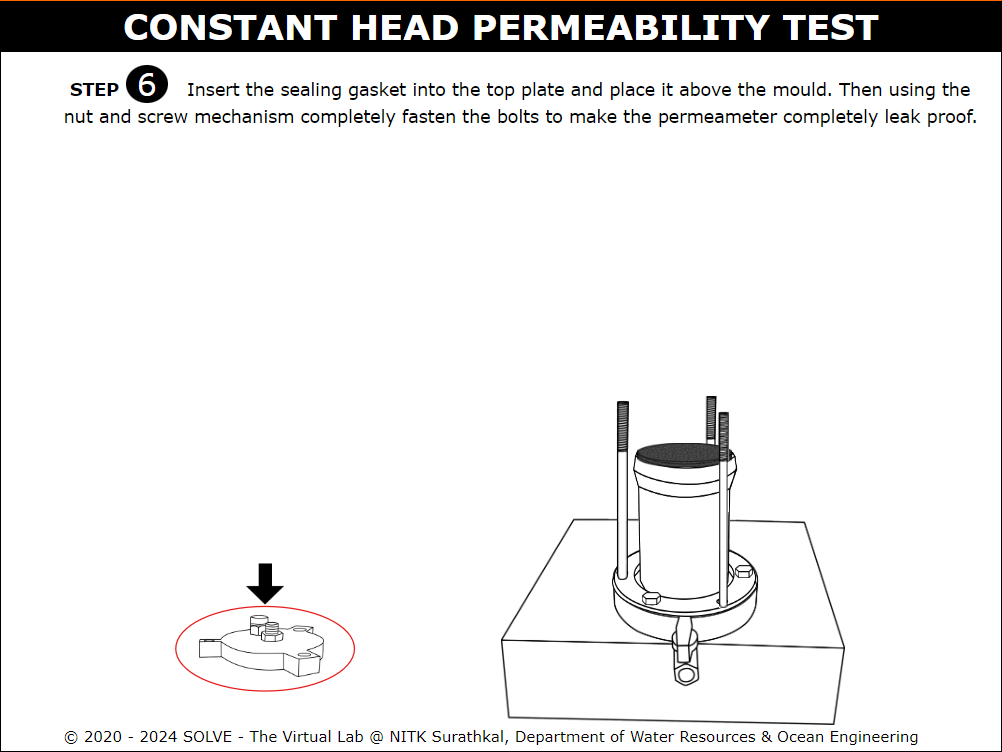 CONSTANT HEAD PERMEABILITY TEST
STEP 6 Insert the sealing gasket into the top plate and place it above the mould. Then using the
nut and screw mechanism completely fasten the bolts to make the permeameter completely leak proof.
© 2020 - 2024 SOLVE - The Virtual Lab @ NITK Surathkal, Department of Water Resources & Ocean Engineering